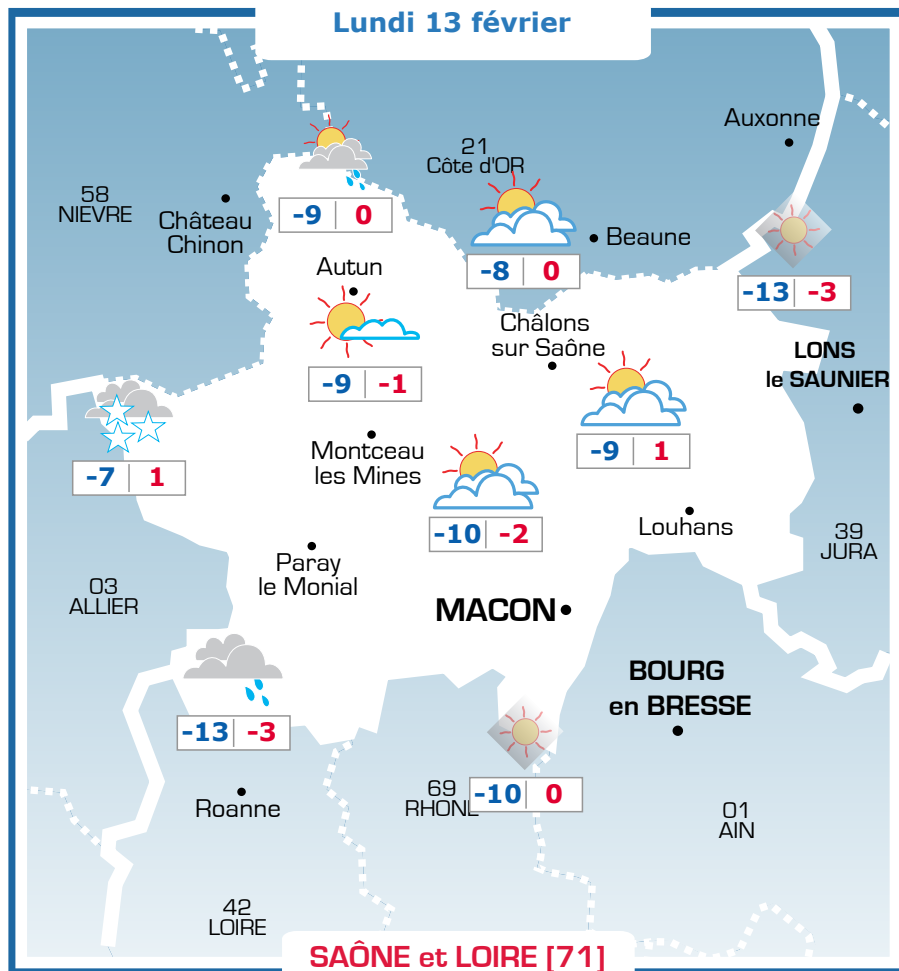 Lundi 13 février
Auxonne
21
Côte d'OR
58
NIEVRE
Château
Chinon
-9 0
Beaune
-8 0
Autun
-13 -3
Châlons
sur Saône
LONS
le SAUNIER
-9 -1
Montceau
les Mines
-9 1
-7 1
-10 -2
Louhans
39
JURA
Paray
le Monial
03
ALLIER
MACON
BOURG
en BRESSE
-13 -3
69
RHONE
-10 0
Roanne
01
AIN
42
LOIRE
SAÔNE et LOIRE [71]